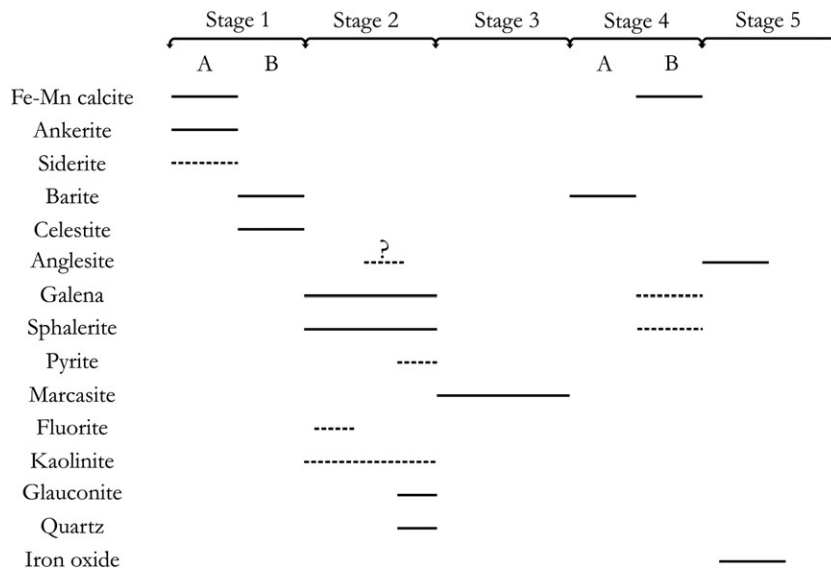 Stage 1 Stage 2 Stage 3 Stage 4 Stage 5
A B A B
Fe-Mn calcite
Ankerite
Siderite
Barite
Celestite
?
Anglesite
Galena
Sphalerite
Pyrite
Marcasite
Fluorite
Kaolinite
Glauconite
Quartz
Iron oxide